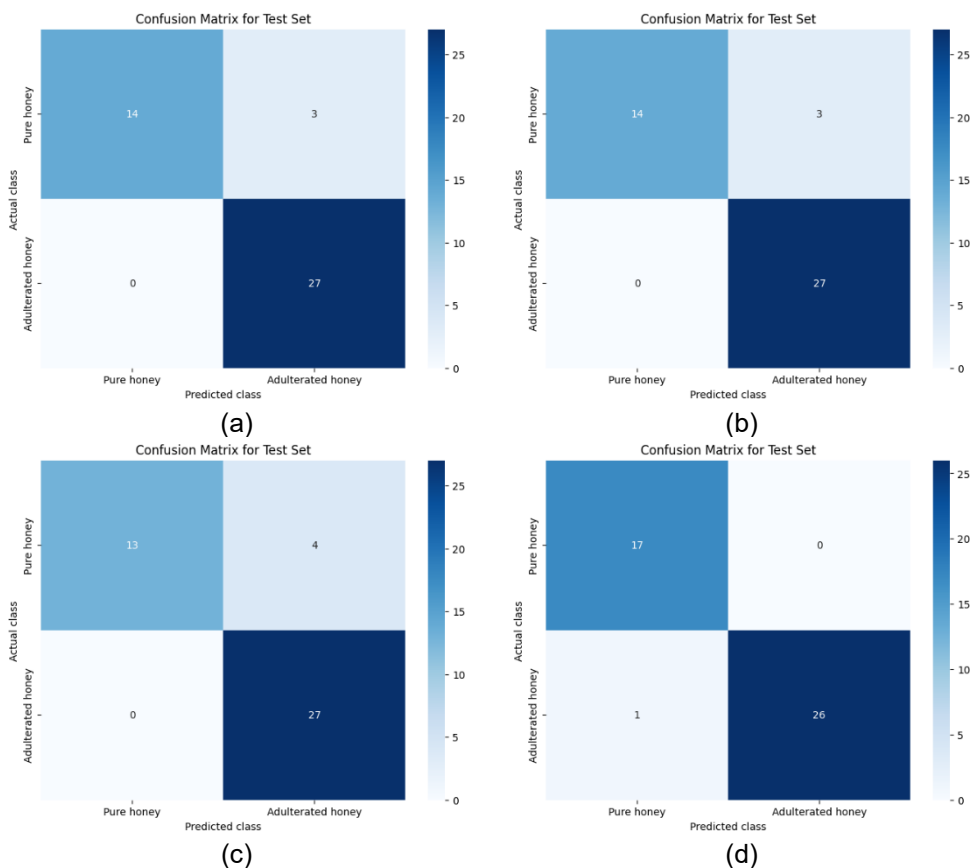 Confusion Matrix for Test Set
Pure honey
Adulterated honey
Actual class
14
3
0
27
25
20
15
10
5
0
Pure honey
Adulterated honey
Predicted class
(a)
Confusion Matrix for Test Set
Pure honey
Adulterated honey
Actual class
14
3
0
27
25
20
15
10
5
0
Pure honey
Adulterated honey
Predicted class
(b)
Confusion Matrix for Test Set
Pure honey
Adulterated honey
Actual class
13
4
0
27
25
20
15
10
5
0
Pure honey
Adulterated honey
Predicted class
(c)
Confusion Matrix for Test Set
Pure honey
Adulterated honey
Actual class
17
0
1
26
25
20
15
10
5
0
Pure honey
Adulterated honey
Predicted class
(d)